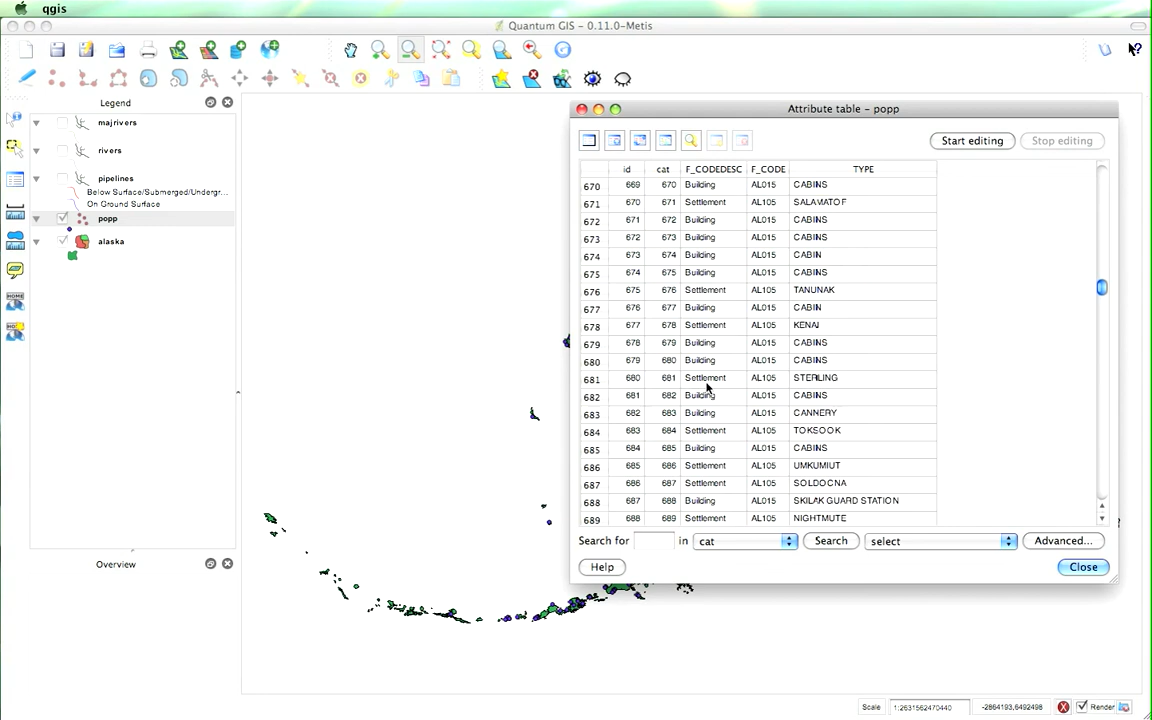 qgis
Quantum GIS - 0.11.0-Metis
Legend
majrivers
rivers
pipelines
Below Surface/Submerged/Undergr...
On Ground Surface
popp
alaska
Overview
Attribute table - popp
Start editing
Stop editing
id cat F_CODEDESC F_CODE TYPE
670 669 670 Building AL015 CABINS
671 670 671 Settlement AL105 SALAMATOF
672 671 672 Building AL015 CABINS
673 672 673 Building AL015 CABINS
674 673 674 Building AL015 CABIN
675 674 675 Building AL015 CABINS
676 675 676 Settlement AL105 TANUNAK
677 676 677 Building AL015 CABIN
678 677 678 Settlement AL105 KENAI
679 678 679 Building AL015 CABINS
680 679 680 Building AL015 CABINS
681 680 681 Settlement AL105 STERLING
682 681 682 Building AL015 CABINS
683 682 683 Building AL015 CANNERY
684 683 684 Settlement AL105 TOKSOOK
685 684 685 Building AL015 CABINS
686 685 686 Settlement AL105 UMKUMIUT
687 686 687 Settlement AL105 SOLDOCNA
688 687 688 Building AL015 SKILAK GUARD STATION
689 688 689 Settlement AL105 NIGHTMUTE
Search for in cat Search select Advanced...
Help Close
Scale 1:2631562470440 -2864193,6492498 Render